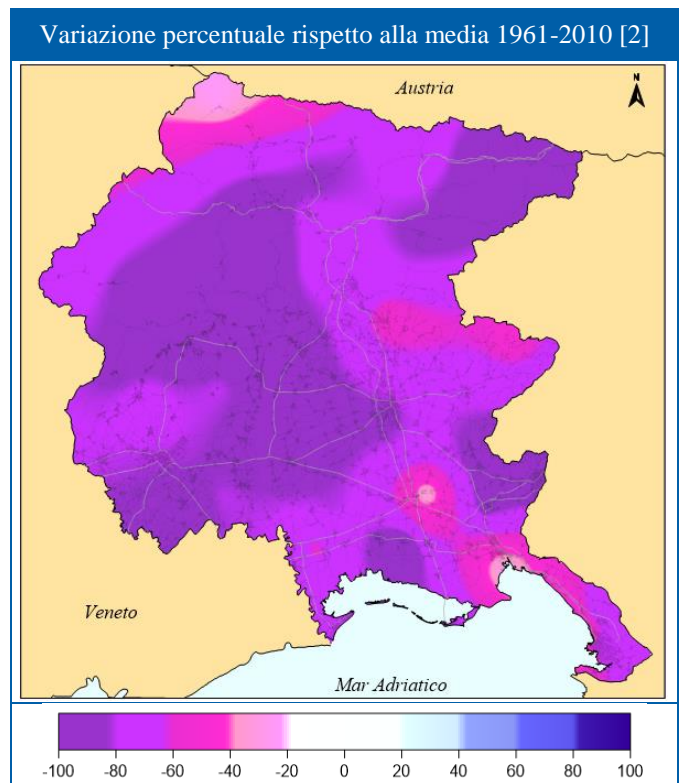 Variazione percentuale rispetto alla media 1961-2010 [2]
Austria
N
Veneto
Mar Adriatico
-100 -80 -60 -40 -20 0 20 40 60 80 100